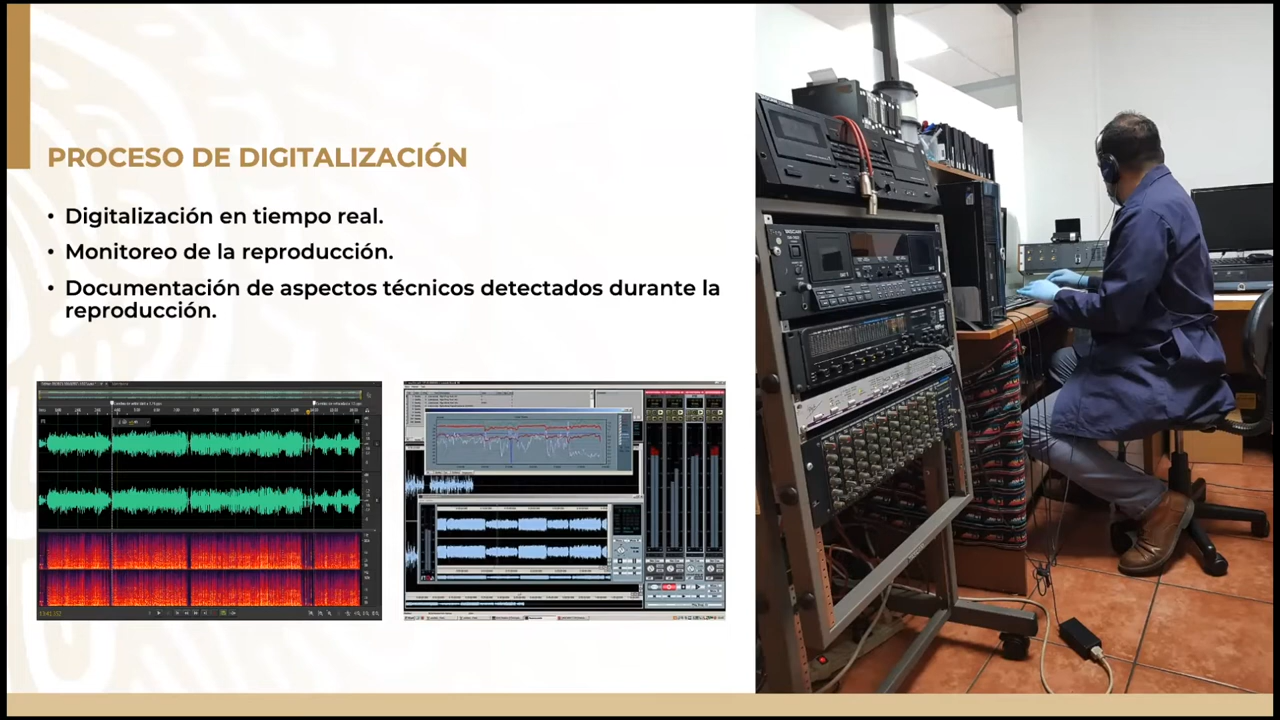 PROCESO DE DIGITALIZACIÓN
• Digitalización en tiempo real.
• Monitoreo de la reproducción.
• Documentación de aspectos técnicos detectados durante la
reproducción.
TASCAM